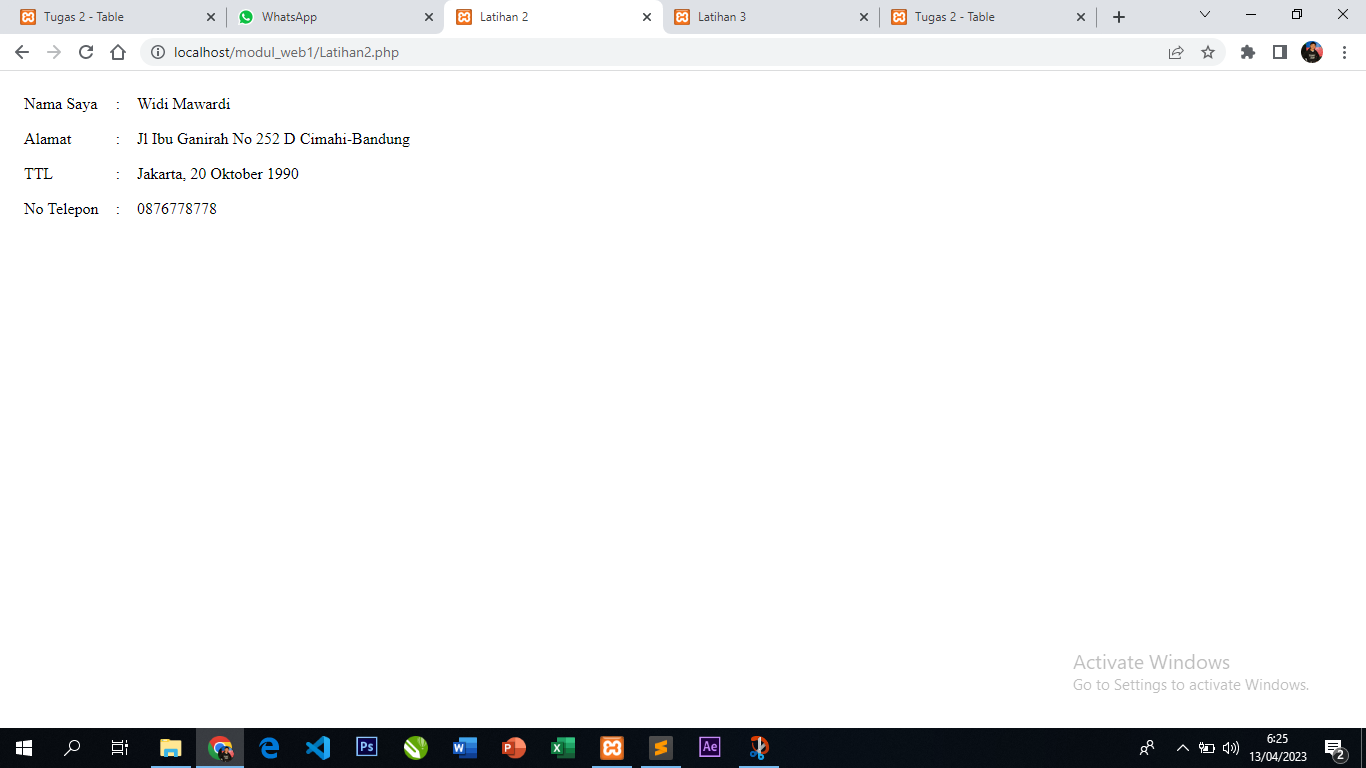 Tugas 2 - Table
WhatsApp
Latihan 2
Latihan 3
Tugas 2 - Table
localhost/modul_web1/Latihan2.php
Nama Saya : Widi Mawardi
Alamat : Jl Ibu Ganirah No 252 D Cimahi-Bandung
TTL : Jakarta, 20 Oktober 1990
No Telepon : 0876778778
Activate Windows
Go to Settings to activate Windows.
Ps
W
P
X
Ae
6:25
13/04/2023
2